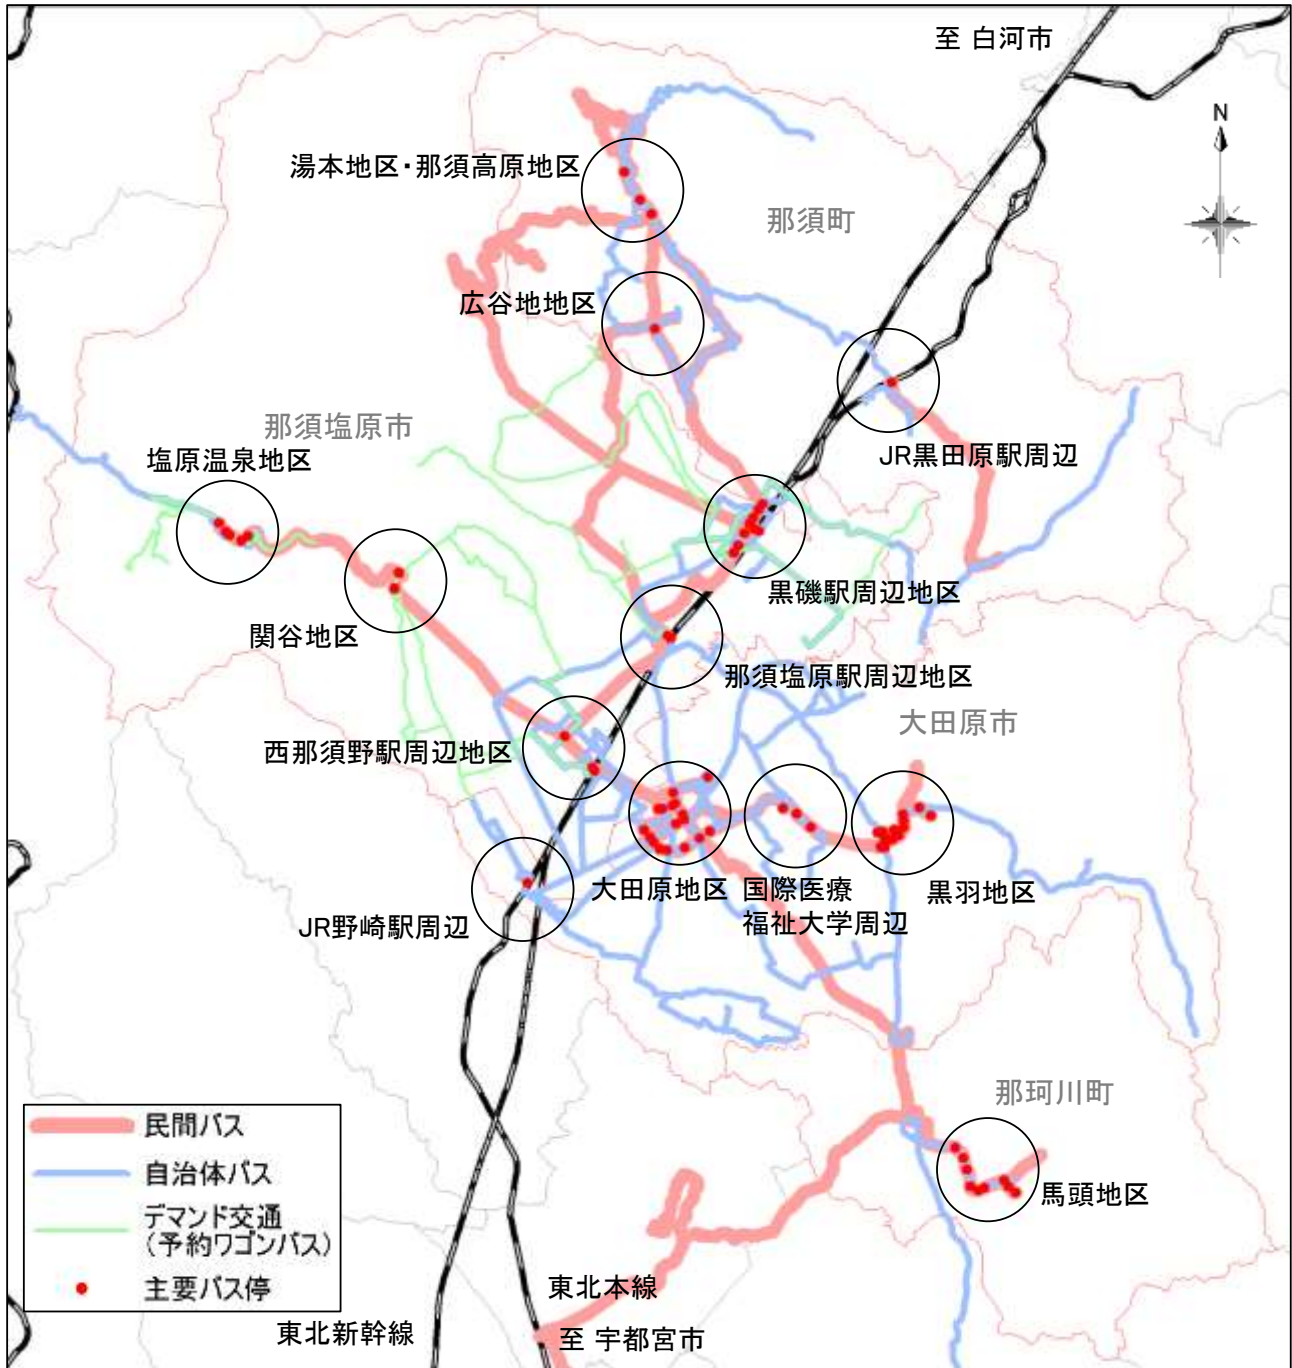 至 白河市
N
湯本地区・那須高原地区
那須町
広谷地地区
那須塩原市
塩原温泉地区
JR黒田原駅周辺
黒磯駅周辺地区
関谷地区
那須塩原駅周辺地区
大田原市
西那須野駅周辺地区
大田原地区
国際医療
福祉大学周辺
黒羽地区
JR野崎駅周辺
那珂川町
馬頭地区
民間バス
自治体バス
デマンド交通
(予約ワゴンバス)
主要バス停
東北本線
東北新幹線
至 宇都宮市